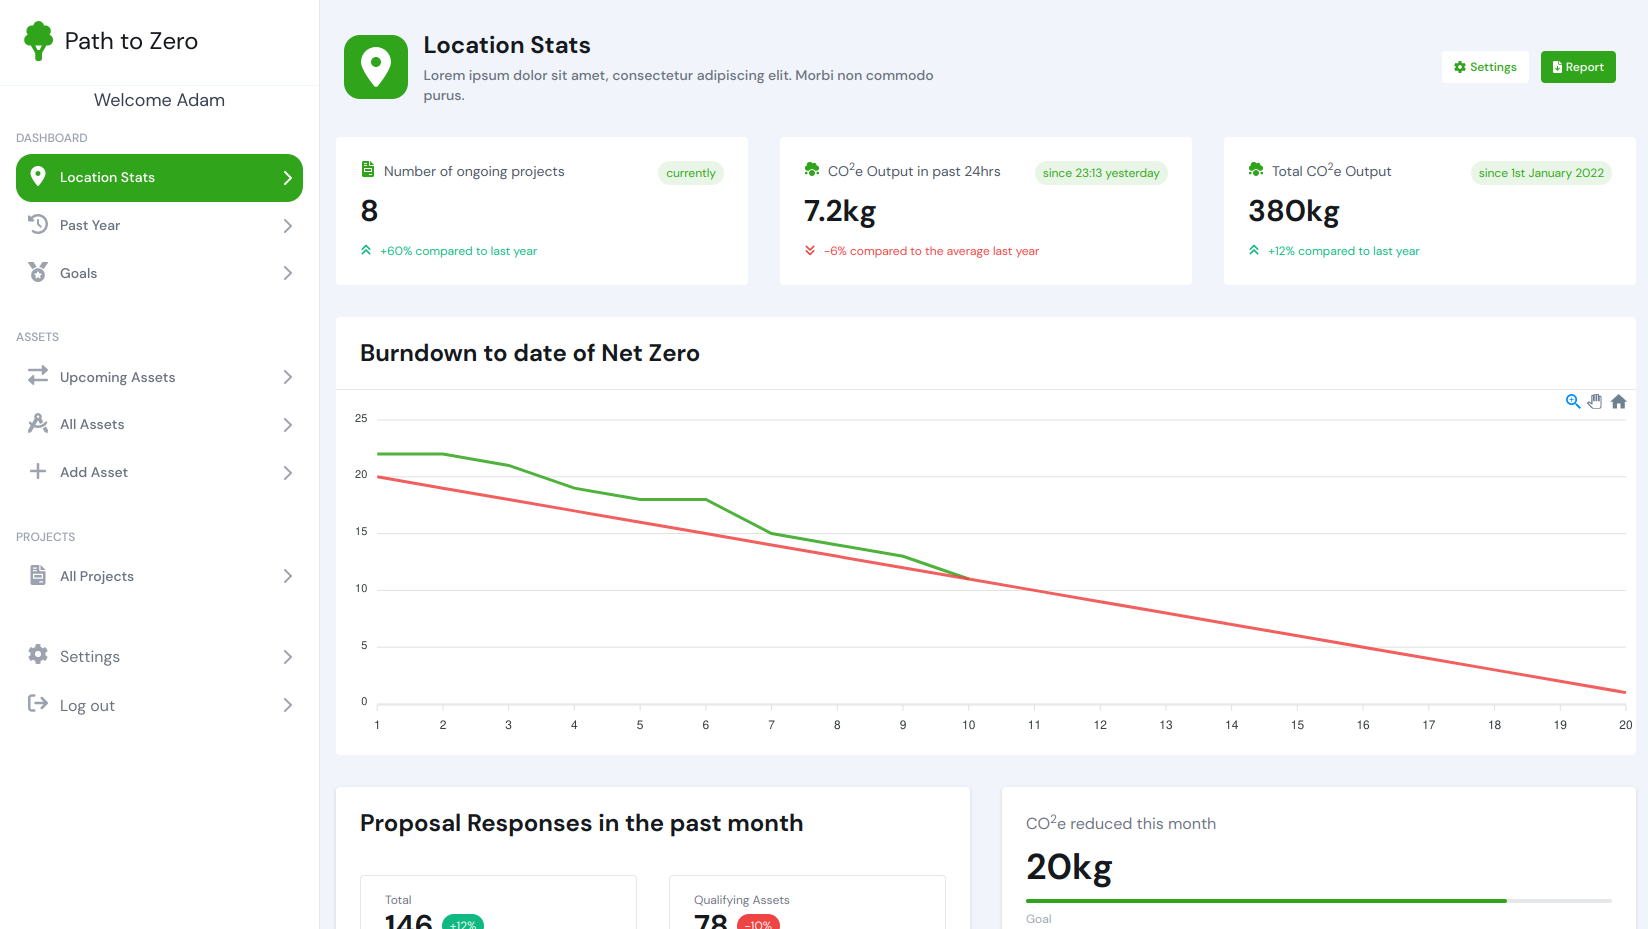 Path to Zero
Welcome Adam
DASHBOARD
Location Stats
Past Year
Goals
ASSETS
Upcoming Assets
All Assets
Add Asset
PROJECTS
All Projects
Settings
Log out
Location Stats
Lorem ipsum dolor sit amet, consectetur adipiscing elit. Morbi non commodo
purus.
Settings
Report
Number of ongoing projects
currently
8
+60% compared to last year
CO²e Output in past 24hrs
since 23:13 yesterday
7.2kg
-6% compared to the average last year
Total CO²e Output
since 1st January 2022
380kg
+12% compared to last year
Burndown to date of Net Zero
25
20
15
10
5
0
1 2 3 4 5 6 7 8 9 10 11 12 13 14 15 16 17 18 19 20
Proposal Responses in the past month
Total
146 +12%
Qualifying Assets
78 -10%
CO²e reduced this month
20kg
Goal